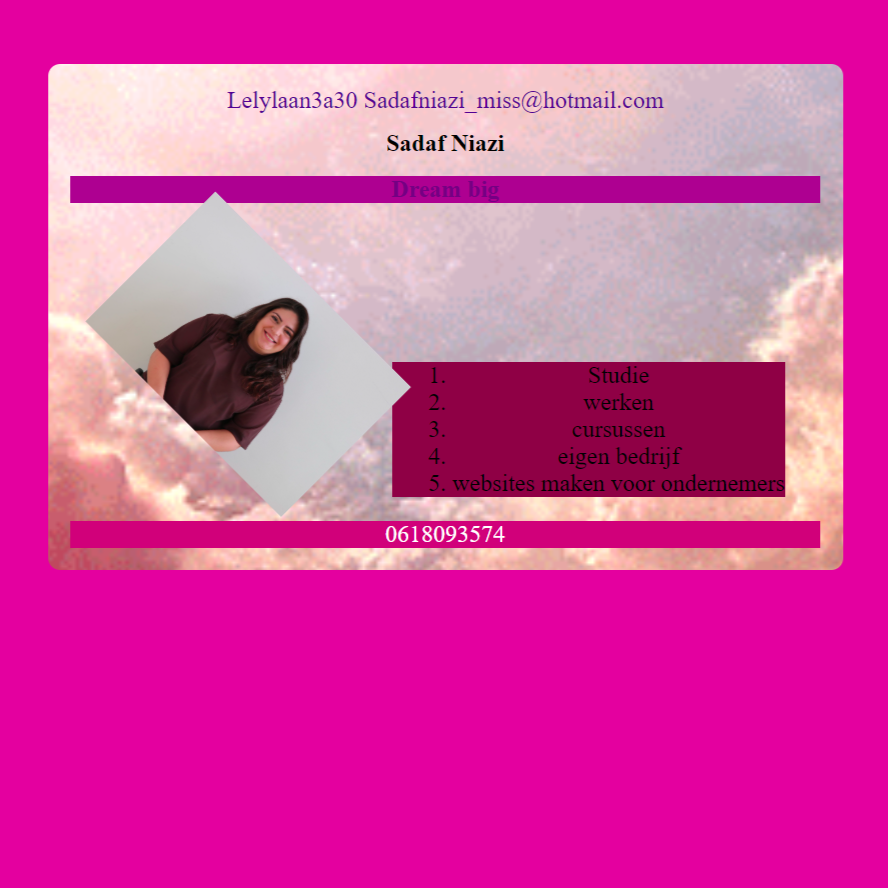 Lelylaan3a30 Sadafniazi_miss@hotmail.com
Sadaf Niazi
Dream big
1. Studie
2. werken
3. cursussen
4. eigen bedrijf
5. websites maken voor ondernemers
0618093574